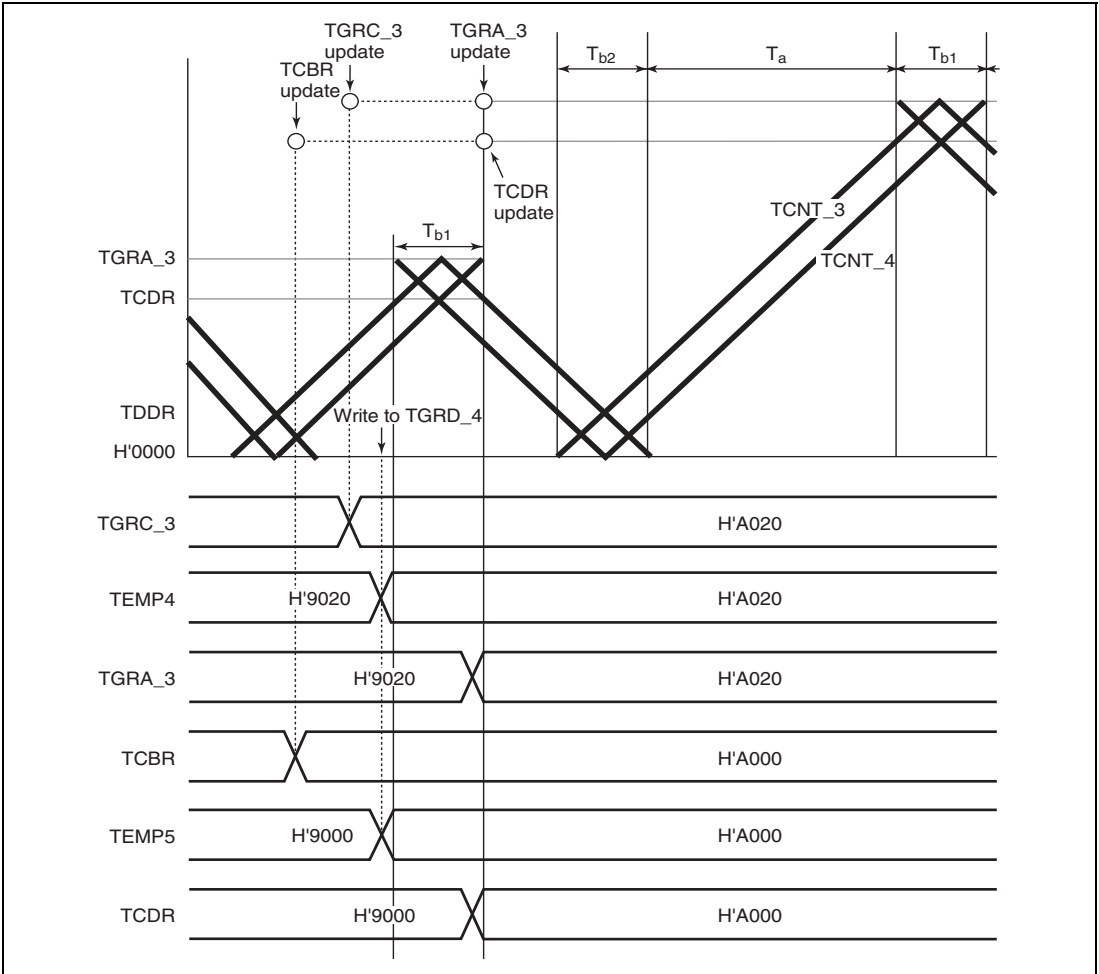 TGRC_3
update
TGRA_3
update
TCBR
update
Tb2
Ta
Tb1
TCDR
update
Tb1
TCNT_3
TCNT_4
TGRA_3
TCDR
TDDR
Write to TGRD_4
H'0000
TGRC_3
H'A020
TEMP4
H'9020
H'A020
TGRA_3
H'9020
H'A020
TCBR
H'A000
TEMP5
H'9000
H'A000
TCDR
H'9000
H'A000